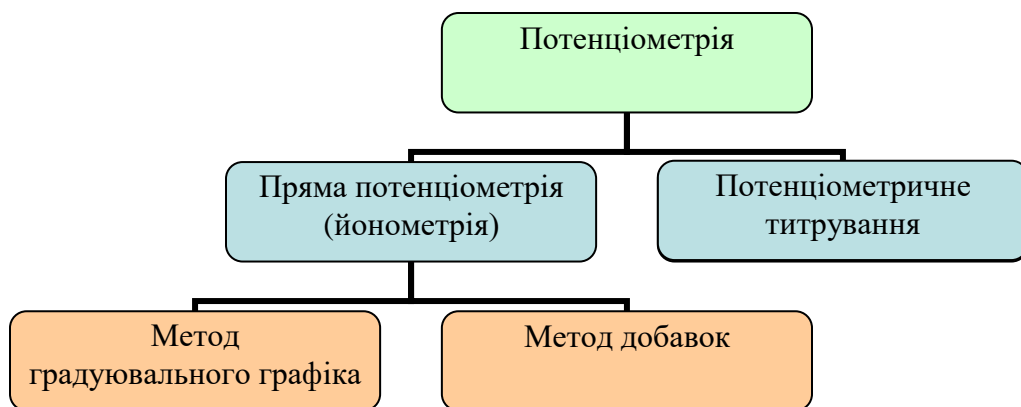 Потенціометрія
Пряма потенціометрія
(йонометрія)
Потенціометричне
титрування
Метод
градуювального графіка
Метод добавок